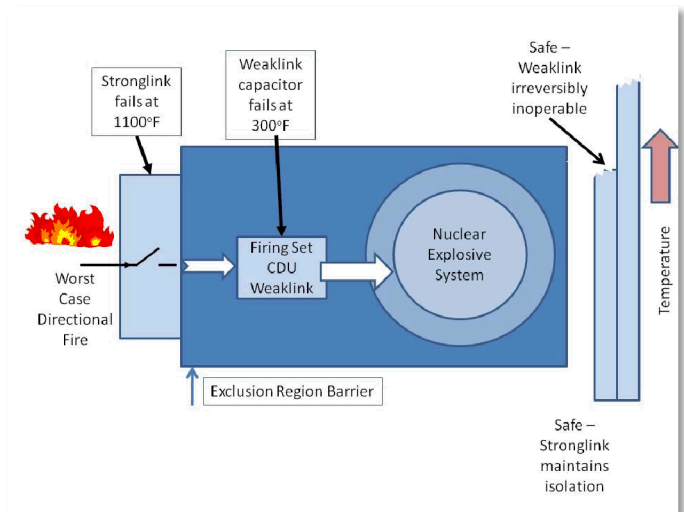 Stronglink
fails at
1100°F
Weaklink
capacitor
fails at
300°F
Safe –
Weaklink
irreversibly
inoperable
Worst
Case
Directional
Fire
Firing Set
CDU
Weaklink
Nuclear
Explosive
System
Temperature
Exclusion Region Barrier
Safe –
Stronglink
maintains
isolation